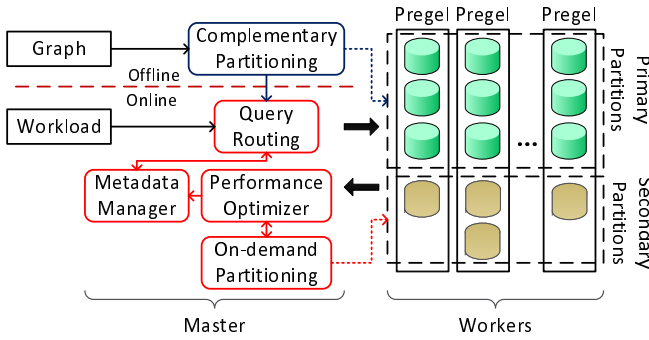 Pregel Pregel Pregel
Graph
Complementary
Partitioning
Offline
Online
Workload
Query
Routing
Metadata
Manager
Performance
Optimizer
On-demand
Partitioning
...
Primary
Partitions
Secondary
Partitions
Master
Workers